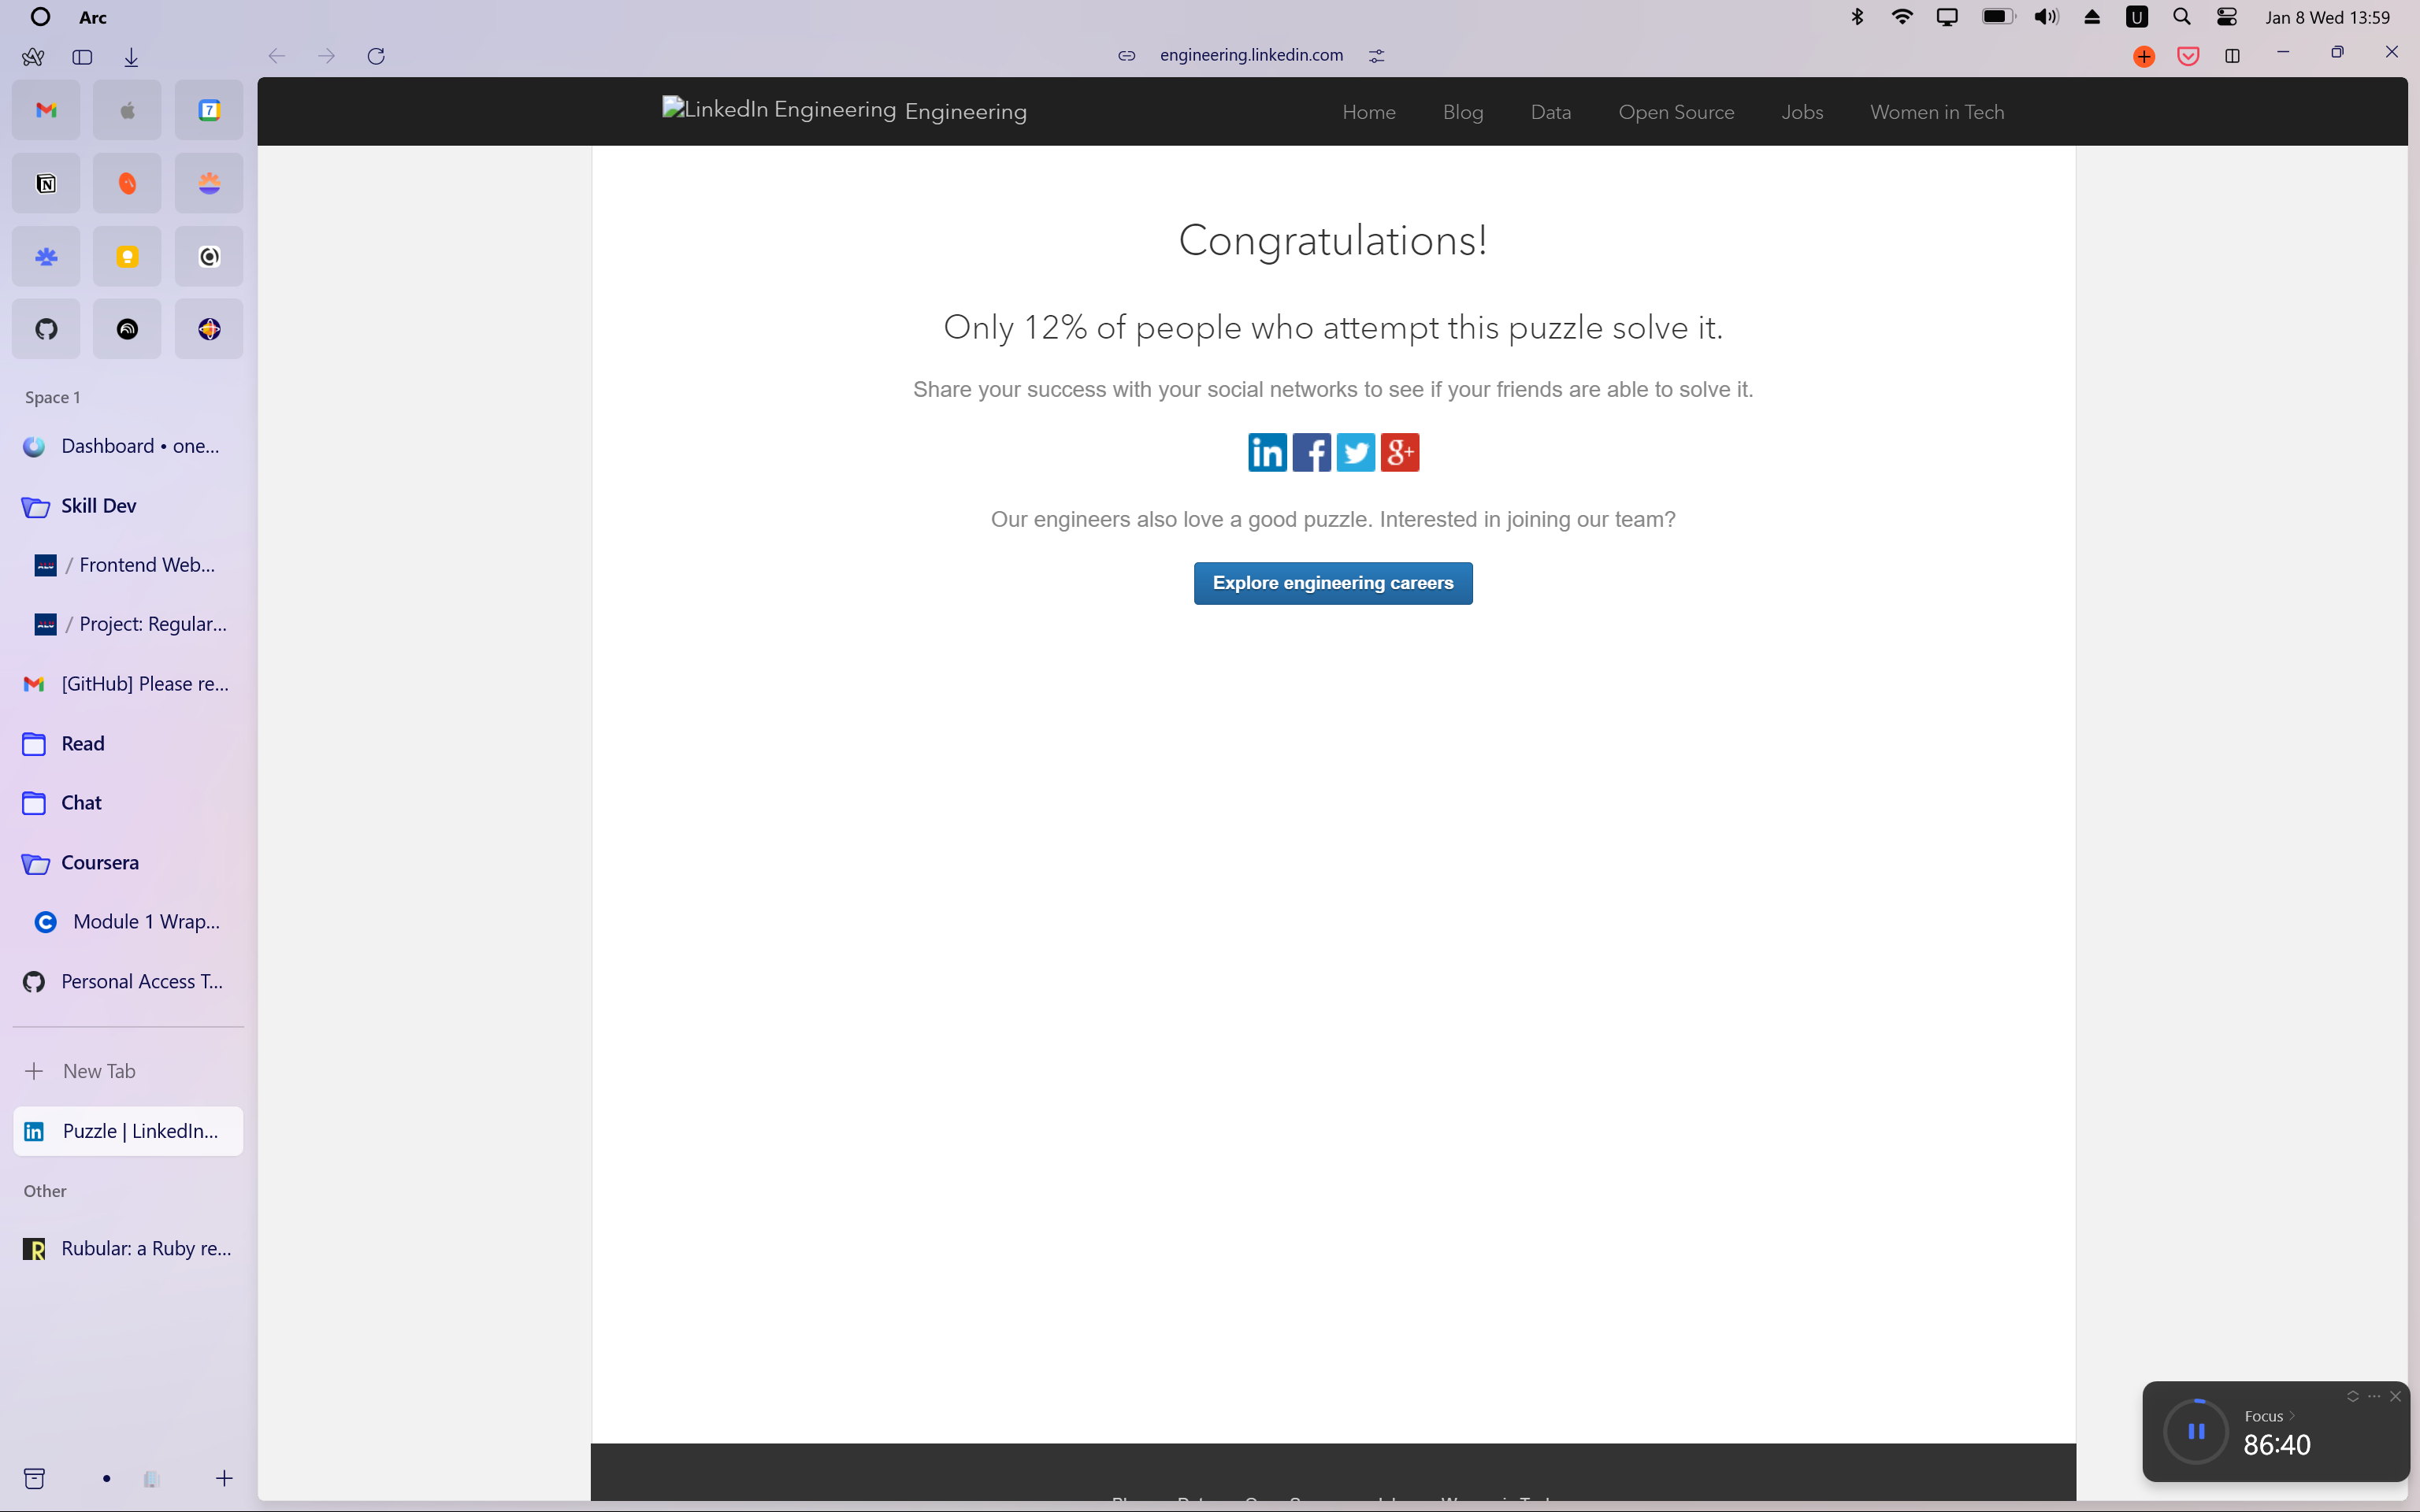 Arc
Jan 8 Wed 13:59
engineering.linkedin.com
LinkedIn Engineering Engineering
Home Blog Data Open Source Jobs Women in Tech
7
Space 1
Dashboard • one...
Skill Dev
/ Frontend Web...
/ Project: Regular...
[GitHub] Please re...
Read
Chat
Coursera
Module 1 Wrap...
Personal Access T...
New Tab
Puzzle | LinkedIn...
Other
Rubular: a Ruby re...
Congratulations!
Only 12% of people who attempt this puzzle solve it.
Share your success with your social networks to see if your friends are able to solve it.
in f g+
Our engineers also love a good puzzle. Interested in joining our team?
Explore engineering careers
Focus
86:40